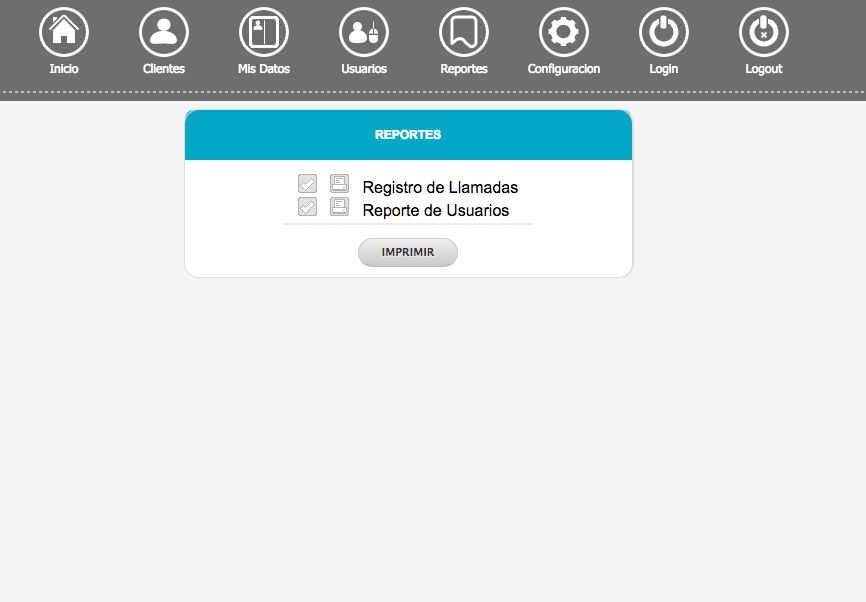 Inicio Clientes Mis Datos Usuarios Reportes Configuracion Login Logout
REPORTES
Registro de Llamadas
Reporte de Usuarios
IMPRIMIR